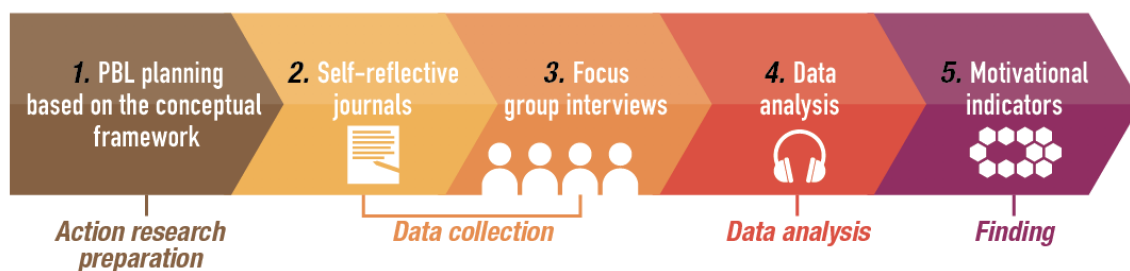 1. PBL planning
based on the conceptual
framework
2. Self-reflective
journals
3. Focus
group interviews
4. Data
analysis
5. Motivational
indicators
Action research
preparation
Data collection
Data analysis
Finding